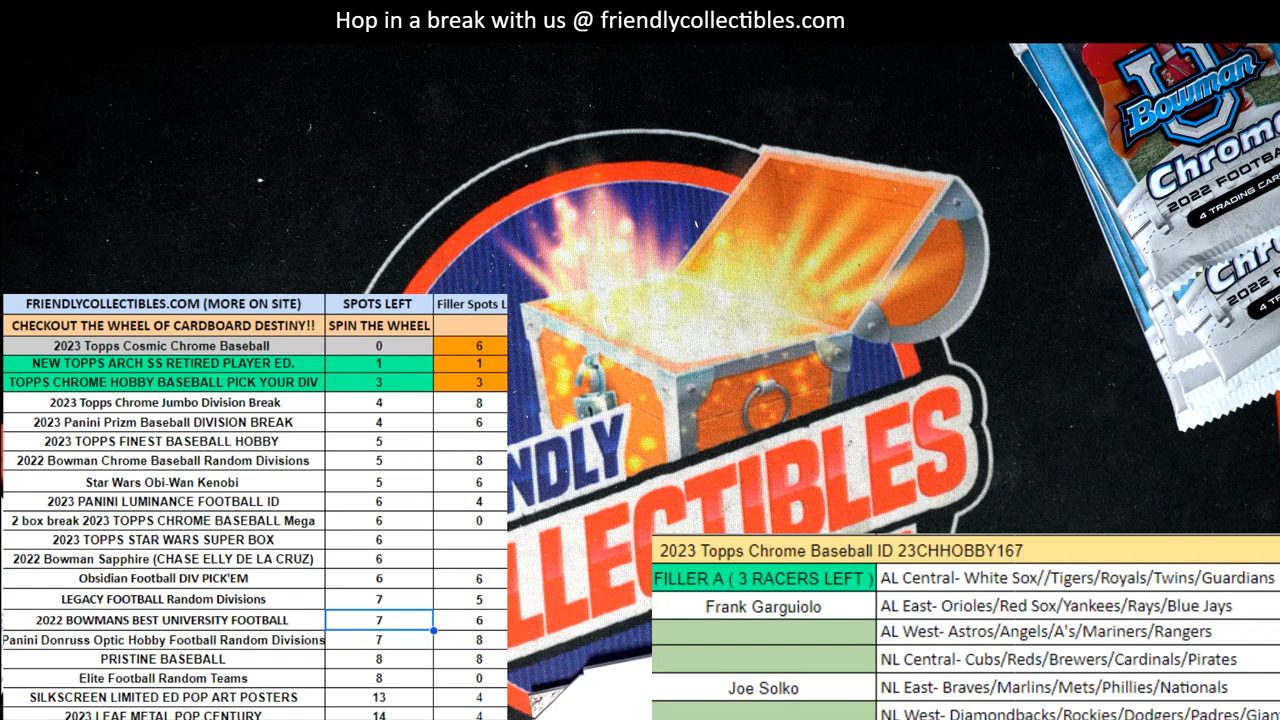 Hop in a break with us @ friendlycollectibles.com
U
Bowman
Chrome
2022 FOOTBA
4 TRADING CAR
Chr
2022 F
4 T
NDLY
LLECTIBLES
FRIENDLYCOLLECTIBLES.COM (MORE ON SITE) SPOTS LEFT Filler Spots L
CHECKOUT THE WHEEL OF CARDBOARD DESTINY!! SPIN THE WHEEL
2023 Topps Cosmic Chrome Baseball 0 6
NEW TOPPS ARCH SS RETIRED PLAYER ED. 1 1
TOPPS CHROME HOBBY BASEBALL PICK YOUR DIV 3 3
2023 Topps Chrome Jumbo Division Break 4 8
2023 Panini Prizm Baseball DIVISION BREAK 4 6
2023 TOPPS FINEST BASEBALL HOBBY 5
2022 Bowman Chrome Baseball Random Divisions 5 8
Star Wars Obi-Wan Kenobi 5 6
2023 PANINI LUMINANCE FOOTBALL ID 6 4
2 box break 2023 TOPPS CHROME BASEBALL Mega 6 0
2023 TOPPS STAR WARS SUPER BOX 6
2022 Bowman Sapphire (CHASE ELLY DE LA CRUZ) 6
Obsidian Football DIV PICK'EM 6 6
LEGACY FOOTBALL Random Divisions 7 5
2022 BOWMANS BEST UNIVERSITY FOOTBALL 7 6
Panini Donruss Optic Hobby Football Random Divisions 7 8
PRISTINE BASEBALL 8 8
Elite Football Random Teams 8 0
SILKSCREEN LIMITED ED POP ART POSTERS 13 4
2023 LEAF METAL POP CENTURY 14 4
2023 Topps Chrome Baseball ID 23CHHOBBY167
FILLER A ( 3 RACERS LEFT ) AL Central- White Sox//Tigers/Royals/Twins/Guardians
Frank Garguiolo AL East- Orioles/Red Sox/Yankees/Rays/Blue Jays
AL West- Astros/Angels/A's/Mariners/Rangers
NL Central- Cubs/Reds/Brewers/Cardinals/Pirates
Joe Solko NL East- Braves/Marlins/Mets/Phillies/Nationals
NL West- Diamondbacks/Rockies/Dodgers/Padres/Gian